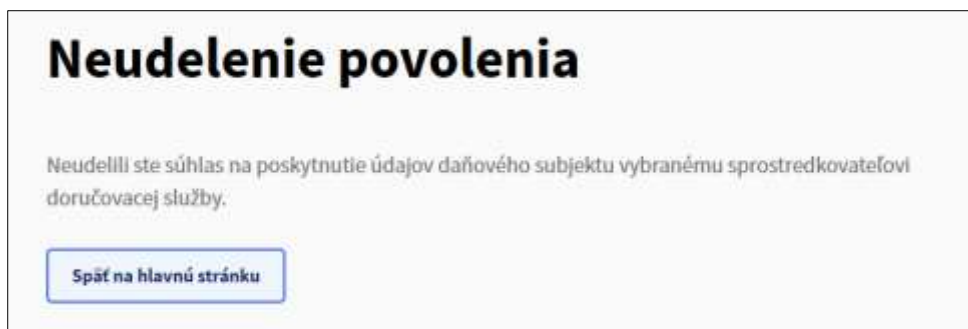 Neudelenie povolenia
Neudelili ste súhlas na poskytnutie údajov daňového subjektu vybranému sprostredkovateľovi
doručovacej služby.
Späť na hlavnú stránku